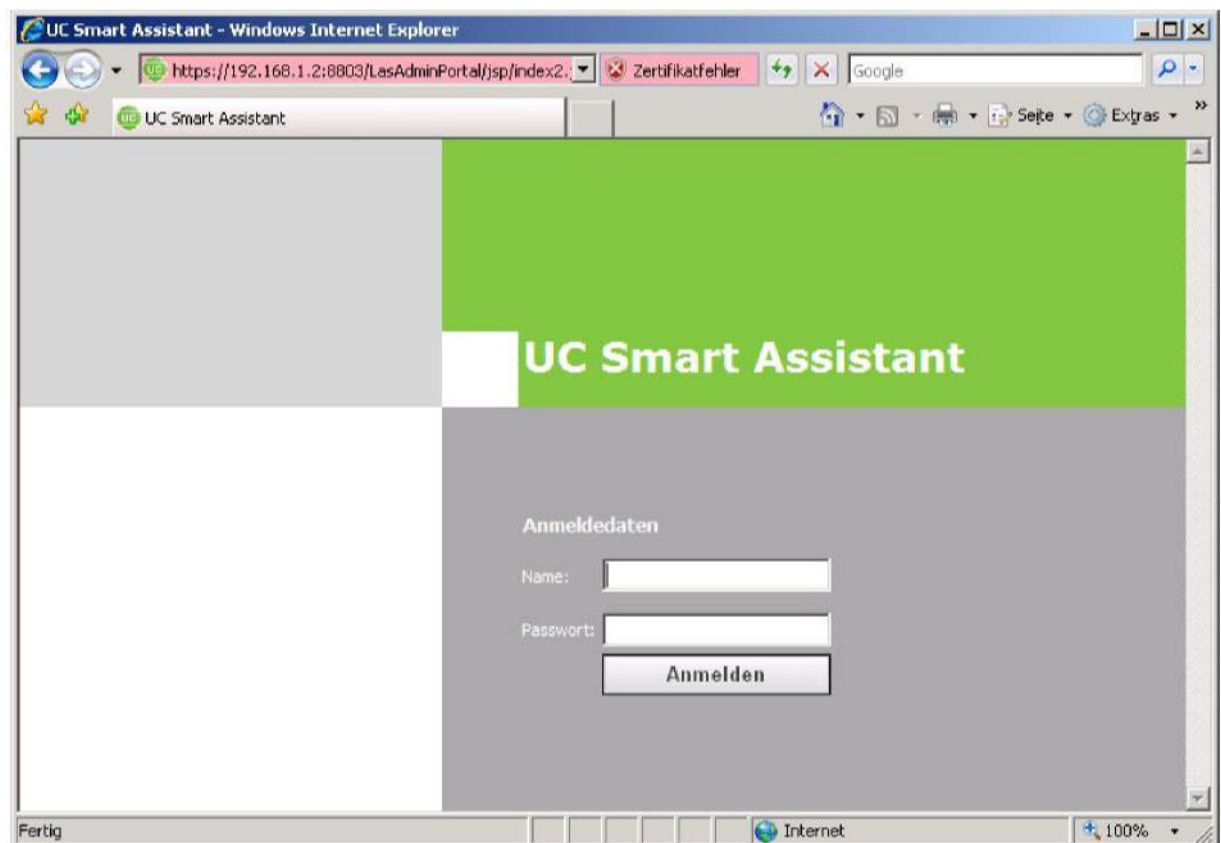 UC Smart Assistant - Windows Internet Explorer
https://192.168.1.2:8803/LasAdminPortal/jsp/index2.j Zertifikatfehler Google
UC Smart Assistant Seite Extras »
UC Smart Assistant
Anmeldedaten
Name:
Passwort:
Anmelden
Fertig Internet 100%